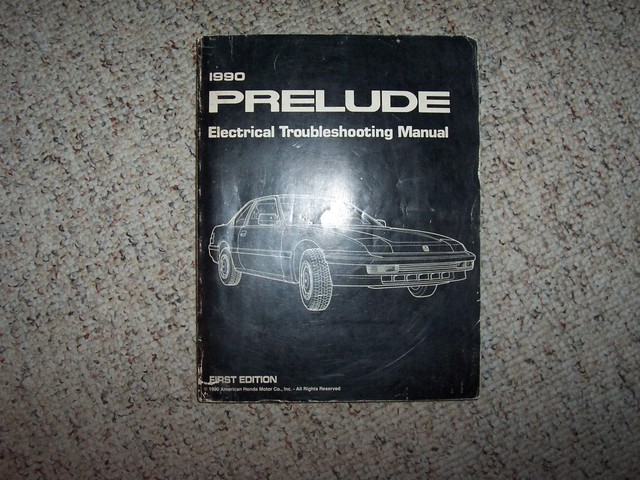 1990
PRELUDE
Electrical Troubleshooting Manual
FIRST EDITION
© 1990 American Honda Motor Co., Inc. - All Rights Reserved